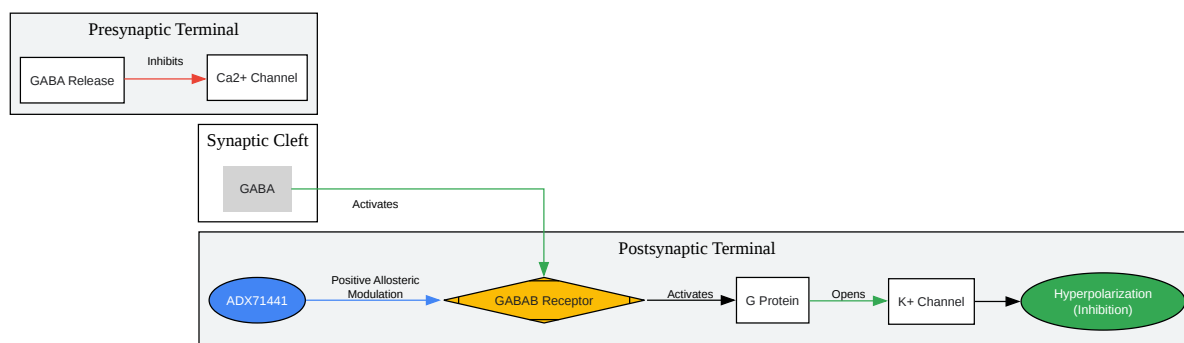 Presynaptic Terminal
GABA Release
Inhibits
Ca2+ Channel
Synaptic Cleft
GABA
Activates
Postsynaptic Terminal
ADX71441
Positive Allosteric
Modulation
GABAB Receptor
Activates
G Protein
Opens
K+ Channel
Hyperpolarization
(Inhibition)